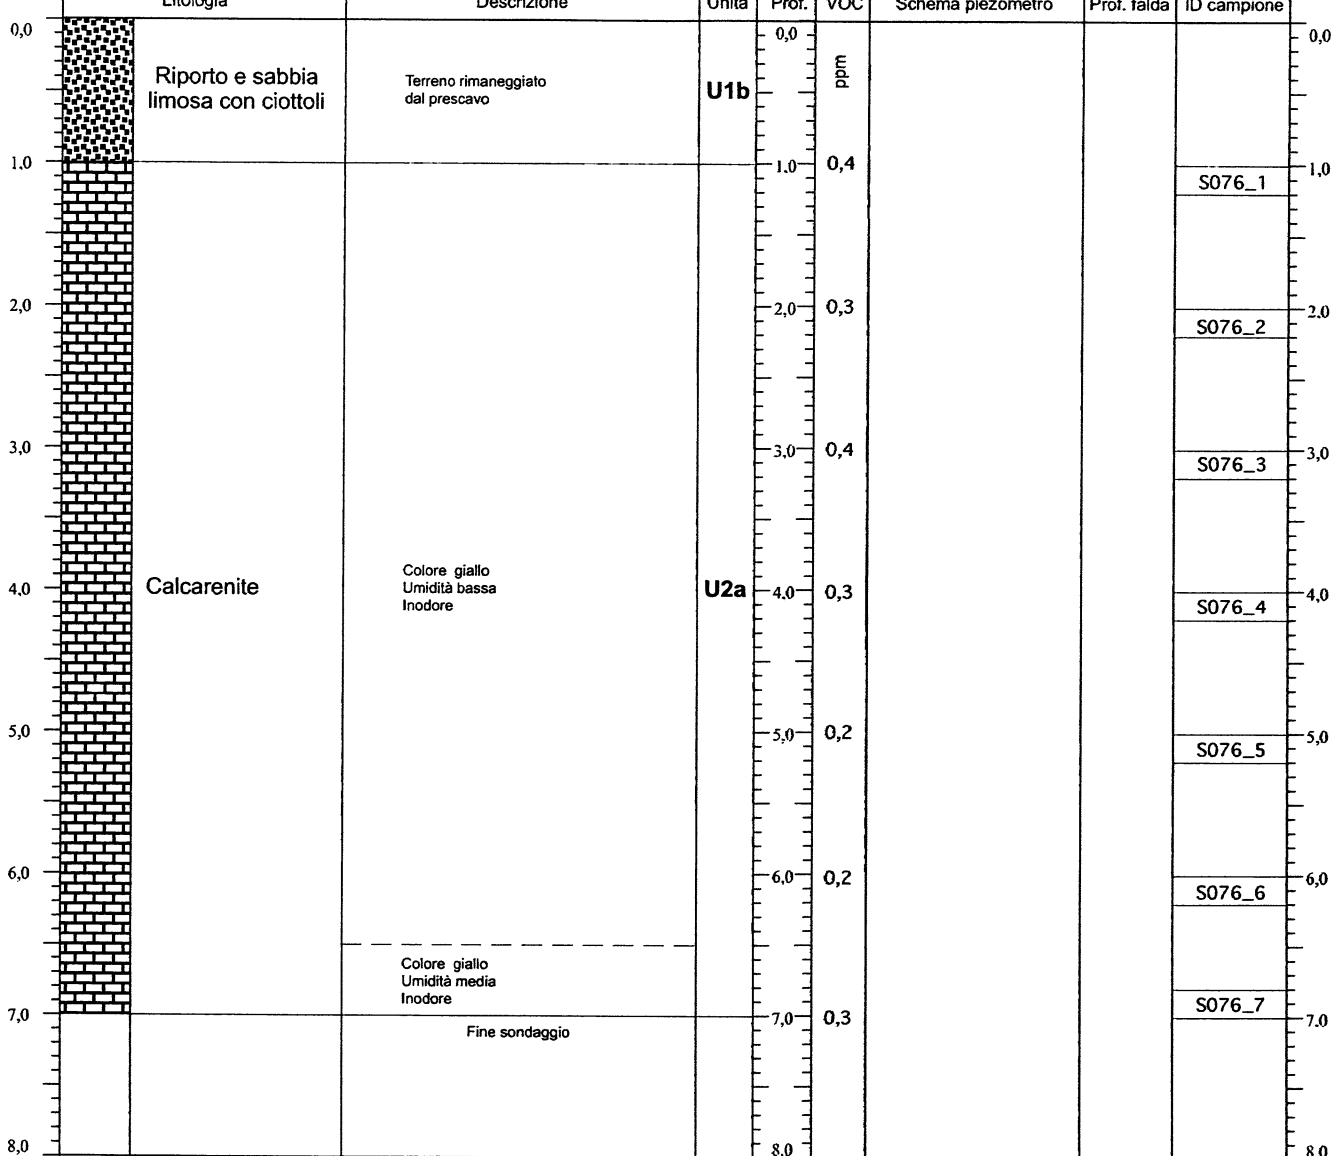 Litologia Descrizione Unità Prof. VOC Schema piezometro Prof. falda ID campione
0,0 0,0 0,0
ppm
Riporto e sabbia
limosa con ciottoli
Terreno rimaneggiato
dal prescavo
U1b
1,0 1,0 0,4 1,0
S076_1
2,0 2,0 0,3 2,0
S076_2
3,0 3,0 0,4 3,0
S076_3
Calcarenite
Colore giallo
Umidità bassa
Inodore
U2a
4,0 4,0 0,3 4,0
S076_4
5,0 5,0 0,2 5,0
S076_5
6,0 6,0 0,2 6,0
S076_6
Colore giallo
Umidità media
Inodore
S076_7
7,0 7,0 0,3 7,0
Fine sondaggio
8,0 8,0 8,0